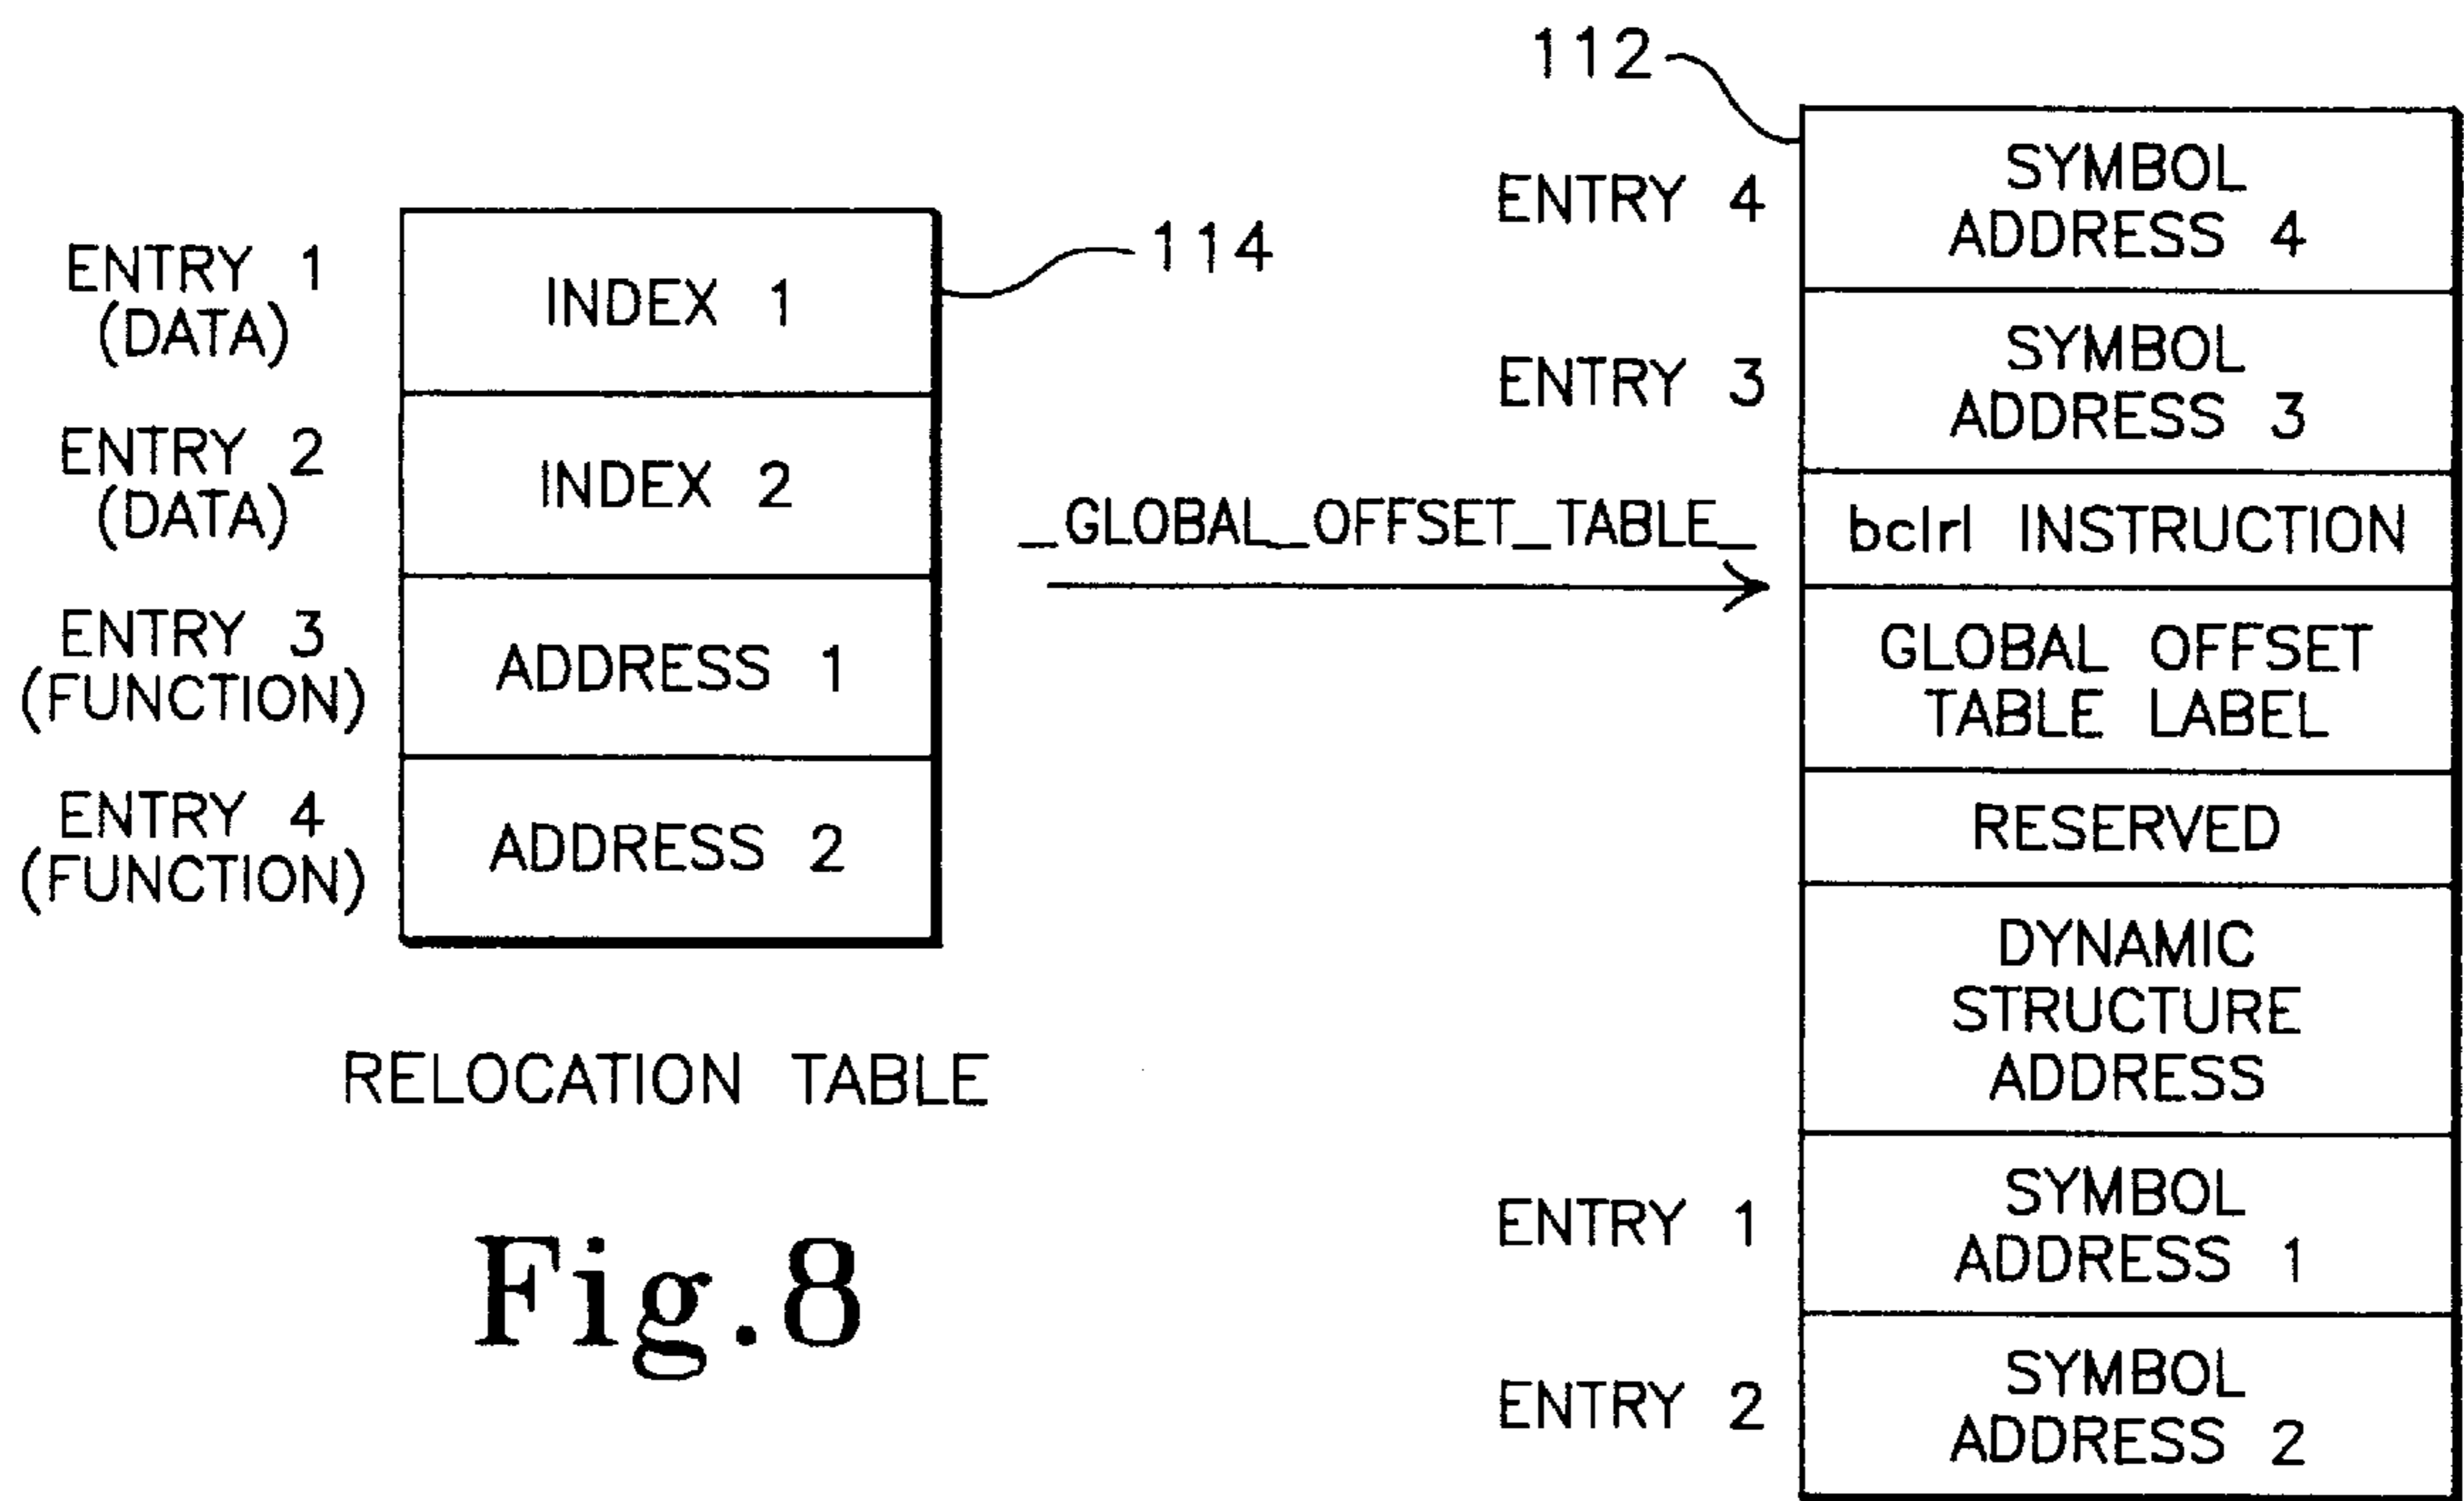 ENTRY 1
(DATA)
INDEX 1
114
ENTRY 2
(DATA)
INDEX 2
ENTRY 3
(FUNCTION)
ADDRESS 1
ENTRY 4
(FUNCTION)
ADDRESS 2
RELOCATION TABLE
Fig.8
_GLOBAL_OFFSET_TABLE_
112
ENTRY 4
SYMBOL
ADDRESS 4
ENTRY 3
SYMBOL
ADDRESS 3
bclrl INSTRUCTION
GLOBAL OFFSET
TABLE LABEL
RESERVED
DYNAMIC
STRUCTURE
ADDRESS
ENTRY 1
SYMBOL
ADDRESS 1
ENTRY 2
SYMBOL
ADDRESS 2